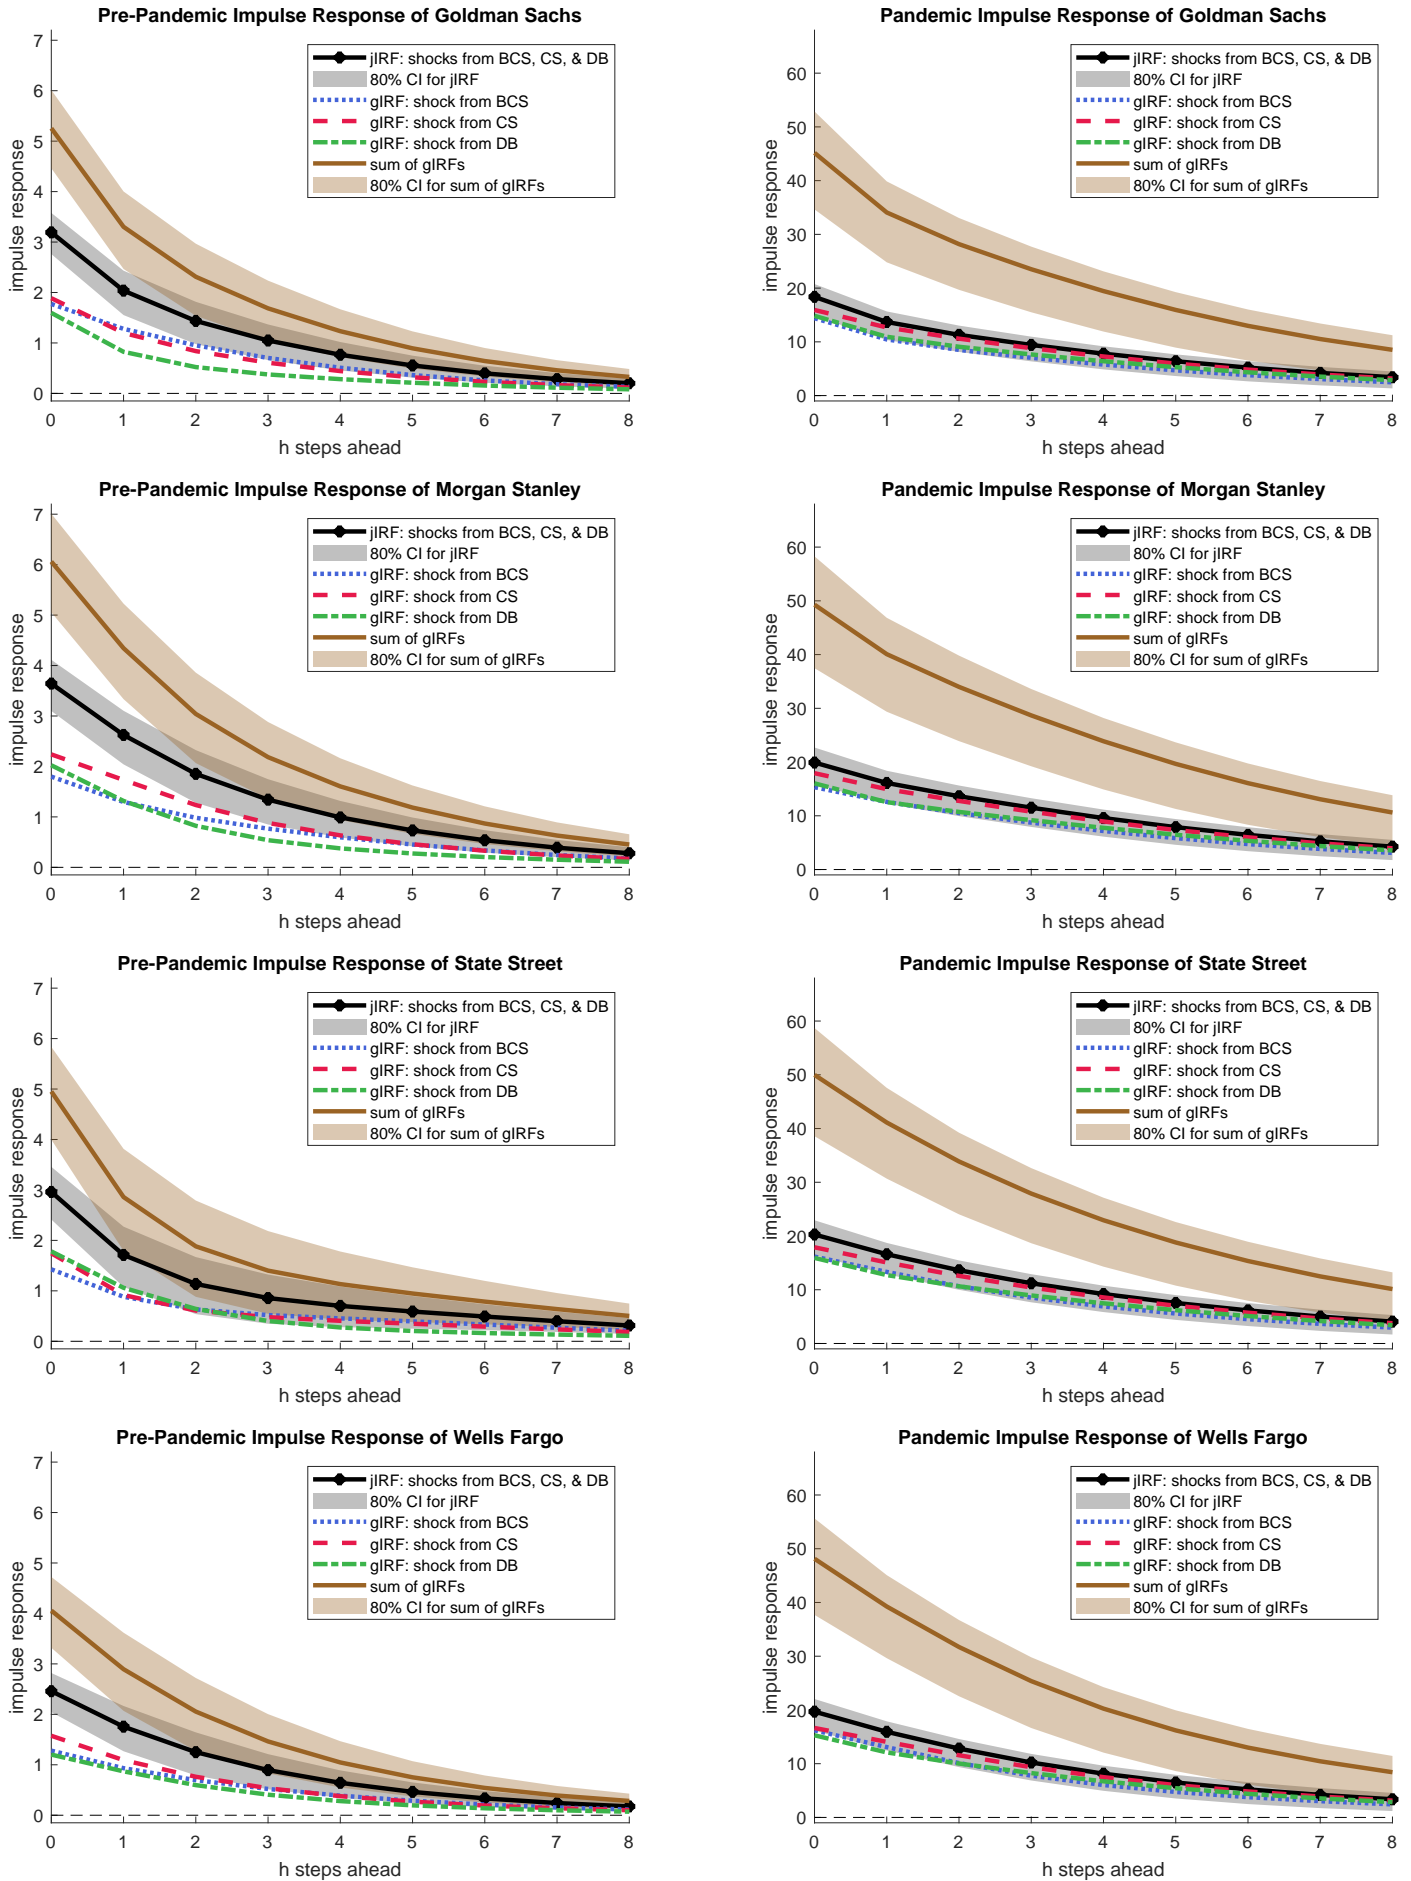 Pre-Pandemic Impulse Response of Goldman Sachs
7
6
5
4
3
2
1
0
impulse response
jIRF: shocks from BCS, CS, & DB
80% CI for jIRF
gIRF: shock from BCS
gIRF: shock from CS
gIRF: shock from DB
sum of gIRFs
80% CI for sum of gIRFs
0 1 2 3 4 5 6 7 8
h steps ahead
Pandemic Impulse Response of Goldman Sachs
60
50
40
30
20
10
0
impulse response
jIRF: shocks from BCS, CS, & DB
80% CI for jIRF
gIRF: shock from BCS
gIRF: shock from CS
gIRF: shock from DB
sum of gIRFs
80% CI for sum of gIRFs
0 1 2 3 4 5 6 7 8
h steps ahead
Pre-Pandemic Impulse Response of Morgan Stanley
7
6
5
4
3
2
1
0
impulse response
jIRF: shocks from BCS, CS, & DB
80% CI for jIRF
gIRF: shock from BCS
gIRF: shock from CS
gIRF: shock from DB
sum of gIRFs
80% CI for sum of gIRFs
0 1 2 3 4 5 6 7 8
h steps ahead
Pandemic Impulse Response of Morgan Stanley
60
50
40
30
20
10
0
impulse response
jIRF: shocks from BCS, CS, & DB
80% CI for jIRF
gIRF: shock from BCS
gIRF: shock from CS
gIRF: shock from DB
sum of gIRFs
80% CI for sum of gIRFs
0 1 2 3 4 5 6 7 8
h steps ahead
Pre-Pandemic Impulse Response of State Street
7
6
5
4
3
2
1
0
impulse response
jIRF: shocks from BCS, CS, & DB
80% CI for jIRF
gIRF: shock from BCS
gIRF: shock from CS
gIRF: shock from DB
sum of gIRFs
80% CI for sum of gIRFs
0 1 2 3 4 5 6 7 8
h steps ahead
Pandemic Impulse Response of State Street
60
50
40
30
20
10
0
impulse response
jIRF: shocks from BCS, CS, & DB
80% CI for jIRF
gIRF: shock from BCS
gIRF: shock from CS
gIRF: shock from DB
sum of gIRFs
80% CI for sum of gIRFs
0 1 2 3 4 5 6 7 8
h steps ahead
Pre-Pandemic Impulse Response of Wells Fargo
7
6
5
4
3
2
1
0
impulse response
jIRF: shocks from BCS, CS, & DB
80% CI for jIRF
gIRF: shock from BCS
gIRF: shock from CS
gIRF: shock from DB
sum of gIRFs
80% CI for sum of gIRFs
0 1 2 3 4 5 6 7 8
h steps ahead
Pandemic Impulse Response of Wells Fargo
60
50
40
30
20
10
0
impulse response
jIRF: shocks from BCS, CS, & DB
80% CI for jIRF
gIRF: shock from BCS
gIRF: shock from CS
gIRF: shock from DB
sum of gIRFs
80% CI for sum of gIRFs
0 1 2 3 4 5 6 7 8
h steps ahead